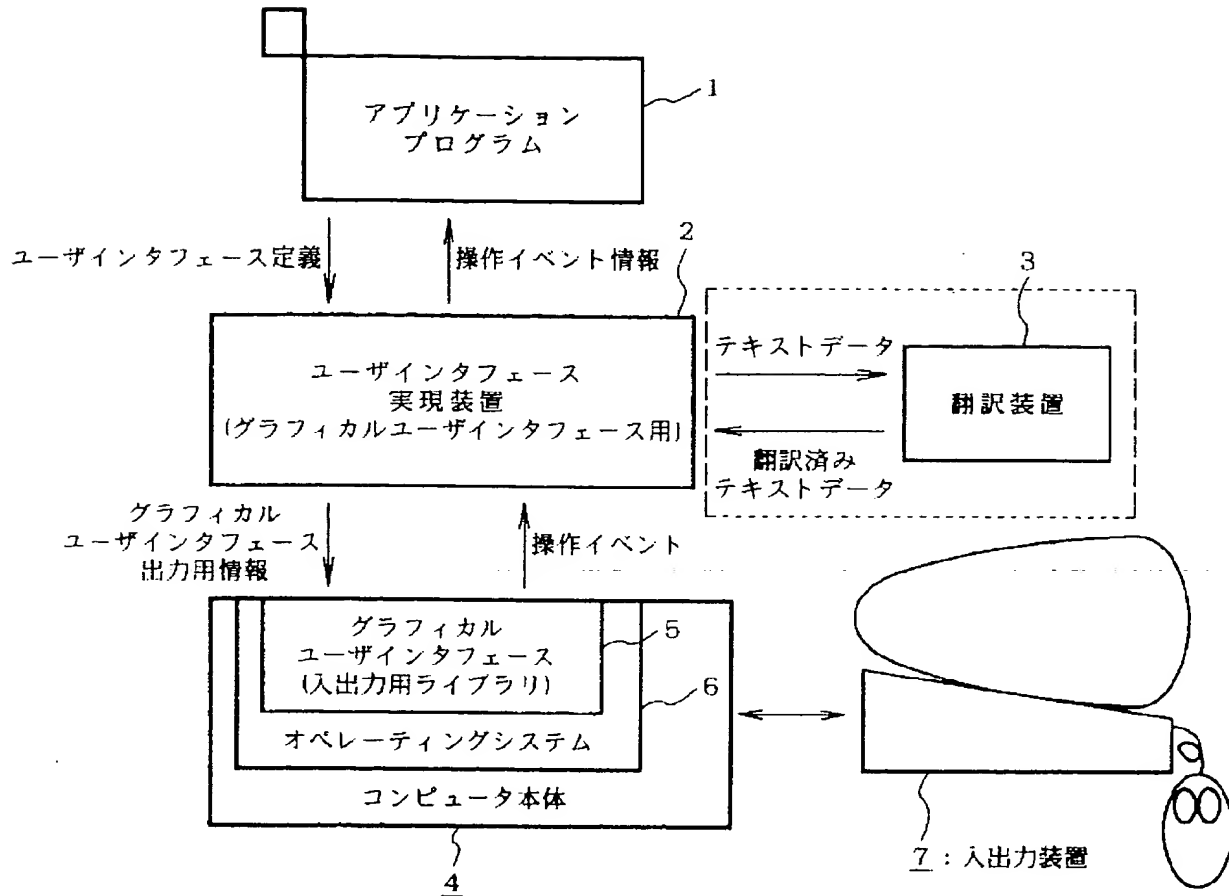 1
アプリケーション
プログラム
ユーザインタフェース定義
操作イベント情報
2
3
ユーザインタフェース
実現装置
(グラフィカルユーザインタフェース用)
テキストデータ
翻訳装置
翻訳済み
テキストデータ
グラフィカル
ユーザインタフェース
出力用情報
操作イベント
グラフィカル
ユーザインタフェース
(入出力用ライブラリ)
5
6
オペレーティングシステム
コンピュータ本体
4
7:入出力装置